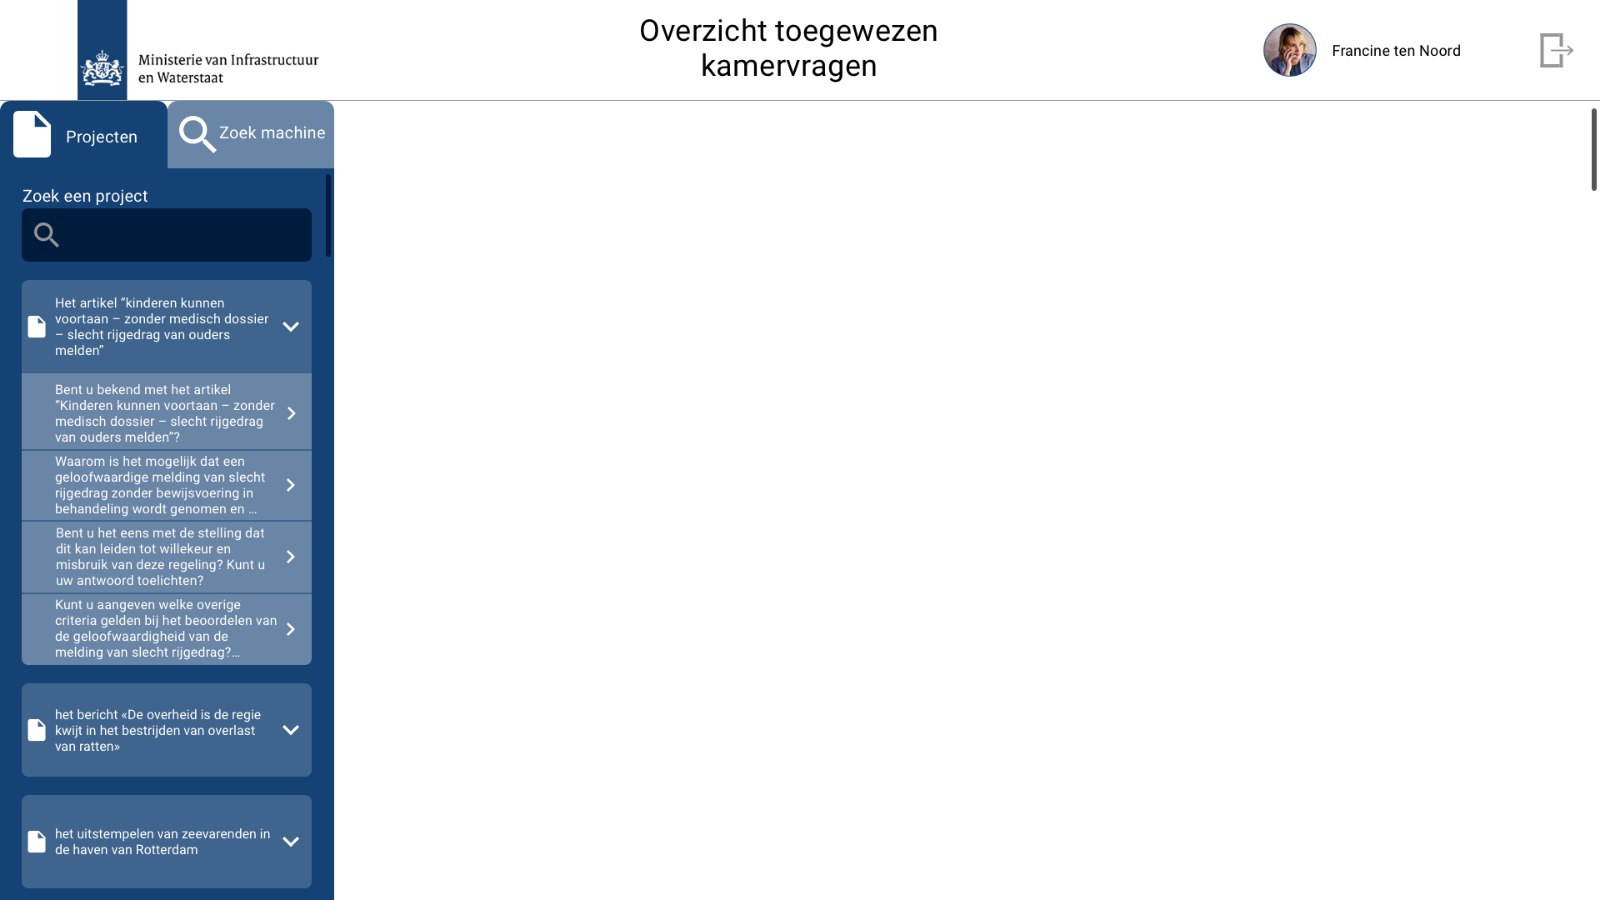 Ministerie van Infrastructuur
en Waterstaat
Overzicht toegewezen
kamervragen
Francine ten Noord
Projecten
Zoek machine
Zoek een project
Het artikel “kinderen kunnen
voortaan – zonder medisch dossier
– slecht rijgedrag van ouders
melden”
Bent u bekend met het artikel
“Kinderen kunnen voortaan – zonder
medisch dossier – slecht rijgedrag
van ouders melden”?
Waarom is het mogelijk dat een
geloofwaardige melding van slecht
rijgedrag zonder bewijsvoering in
behandeling wordt genomen en ...
Bent u het eens met de stelling dat
dit kan leiden tot willekeur en
misbruik van deze regeling? Kunt u
uw antwoord toelichten?
Kunt u aangeven welke overige
criteria gelden bij het beoordelen van
de geloofwaardigheid van de
melding van slecht rijgedrag?...
het bericht «De overheid is de regie
kwijt in het bestrijden van overlast
van ratten»
het uitstempelen van zeevarenden in
de haven van Rotterdam